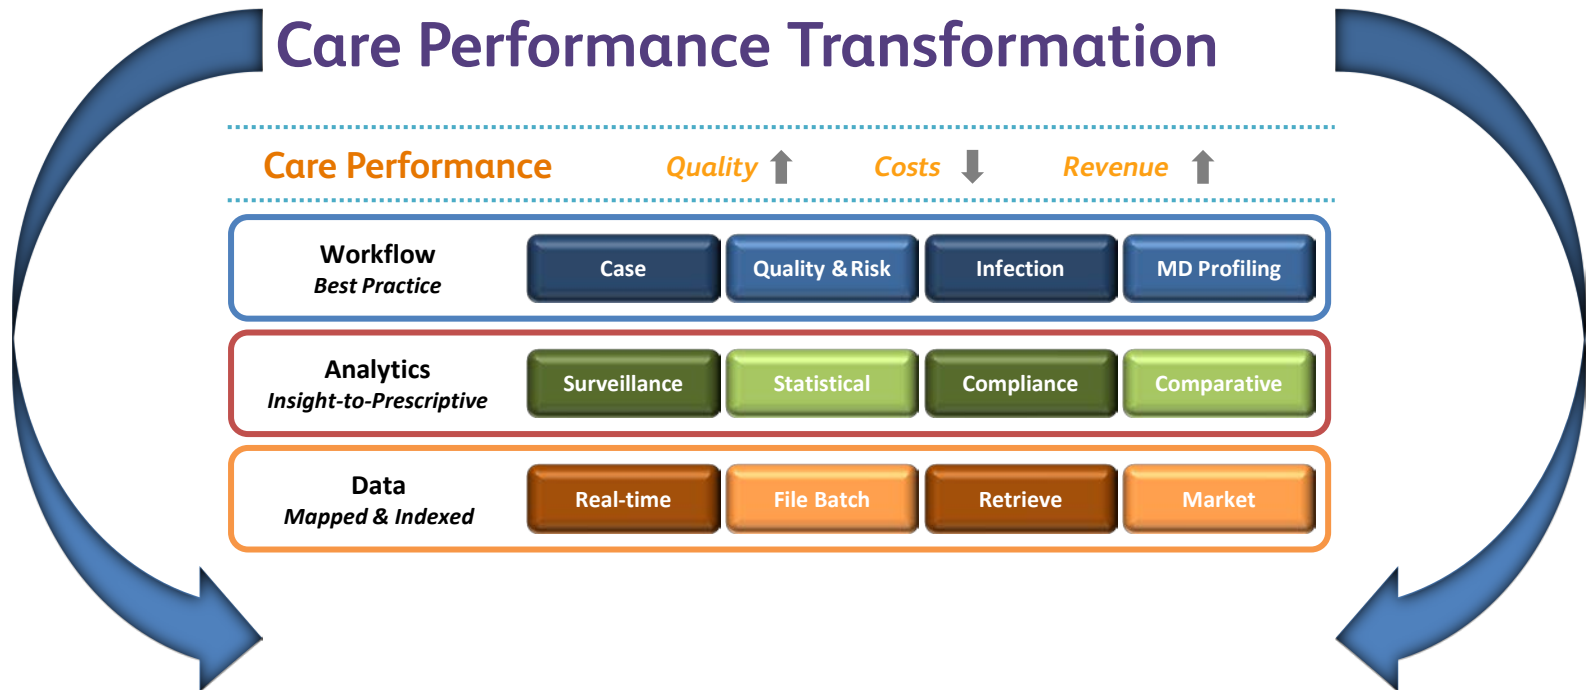 Care Performance Transformation
Care Performance Quality Costs Revenue
Workflow
Best Practice
Case Quality & Risk Infection MD Profiling
Analytics
Insight-to-Prescriptive
Surveillance Statistical Compliance Comparative
Data
Mapped & Indexed
Real-time File Batch Retrieve Market